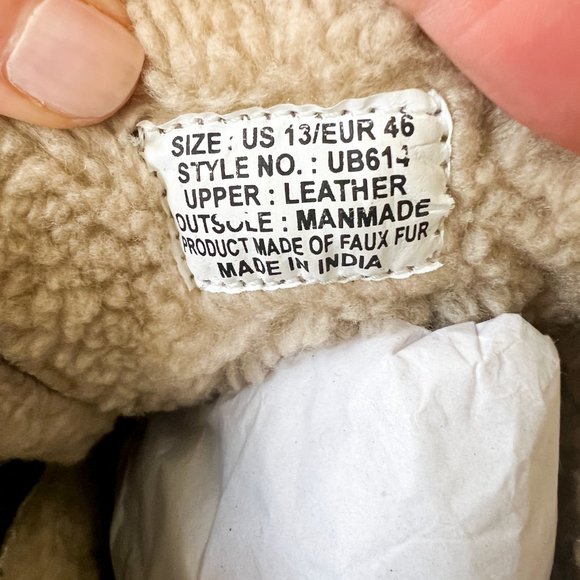 SIZE : US 13/EUR 46
STYLE NO. : UB614
UPPER : LEATHER
OUTSOLE : MANMADE
PRODUCT MADE OF FAUX FUR
MADE IN INDIA